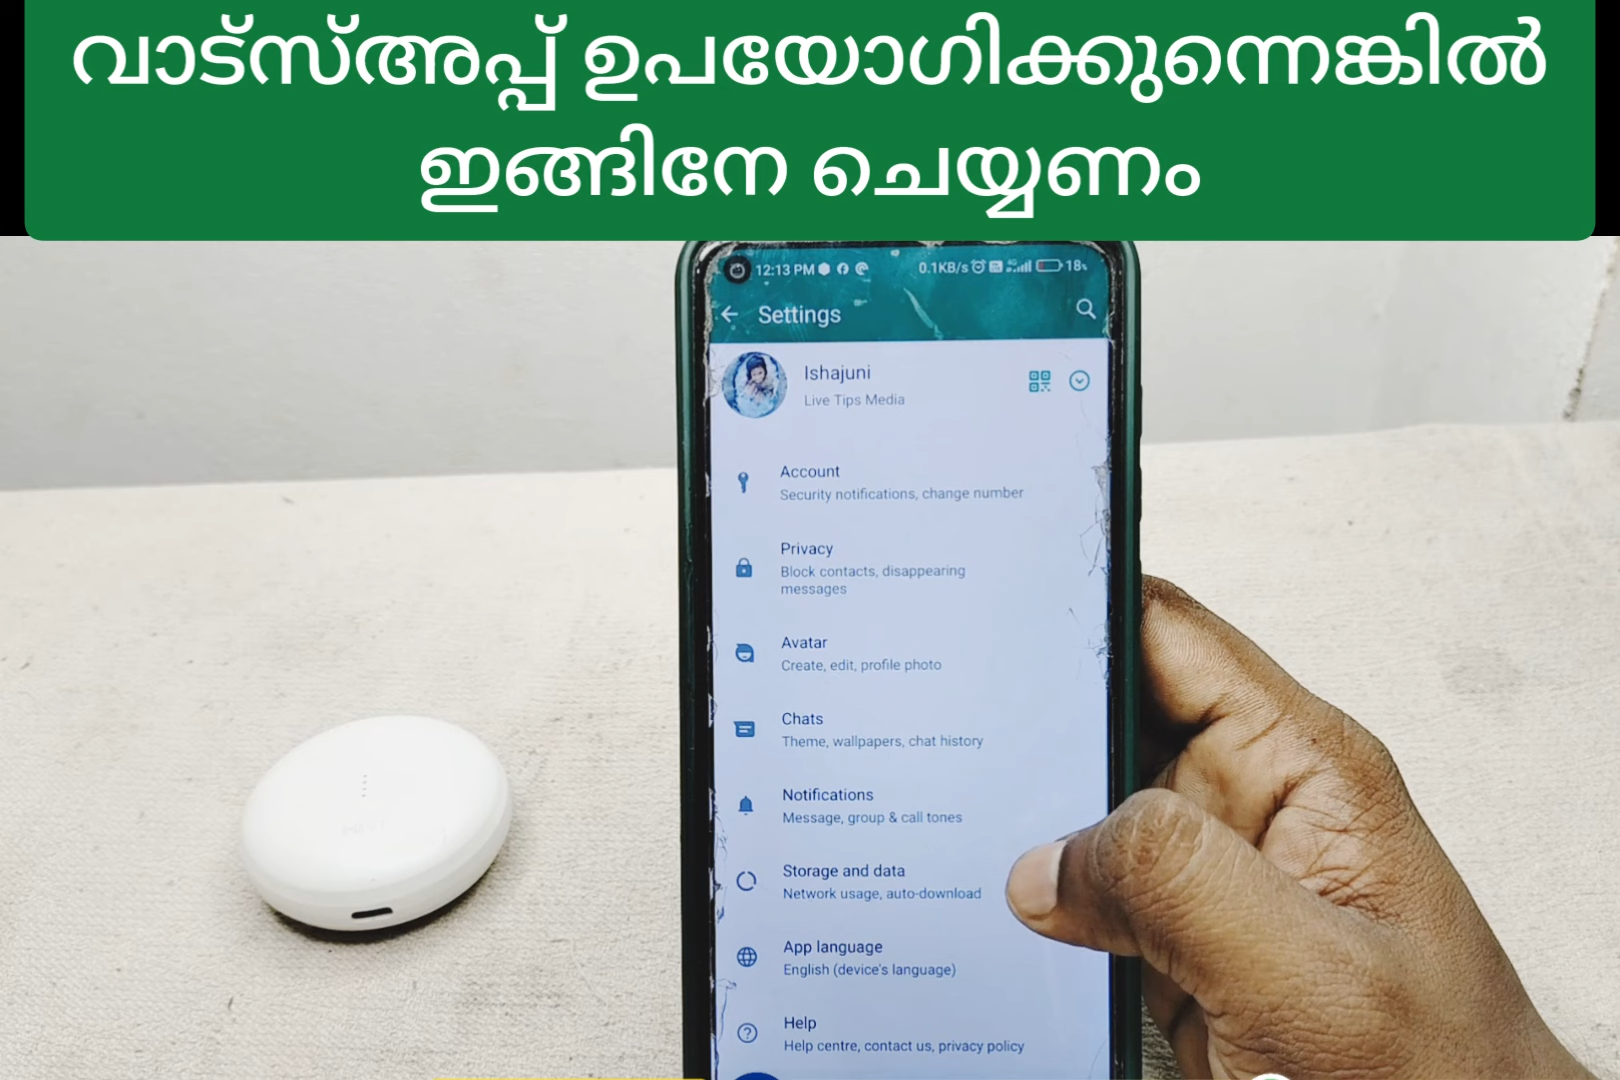 വാട്സ്അപ്പ് ഉപയോഗിക്കുന്നെങ്കിൽ
ഇങ്ങിനേ ചെയ്യണം
12:13 PM 0.1KB/s 18%
Settings
Ishajuni
Live Tips Media
Account
Security notifications, change number
Privacy
Block contacts, disappearing
messages
Avatar
Create, edit, profile photo
Chats
Theme, wallpapers, chat history
Notifications
Message, group & call tones
Storage and data
Network usage, auto-download
App language
English (device's language)
Help
Help centre, contact us, privacy policy